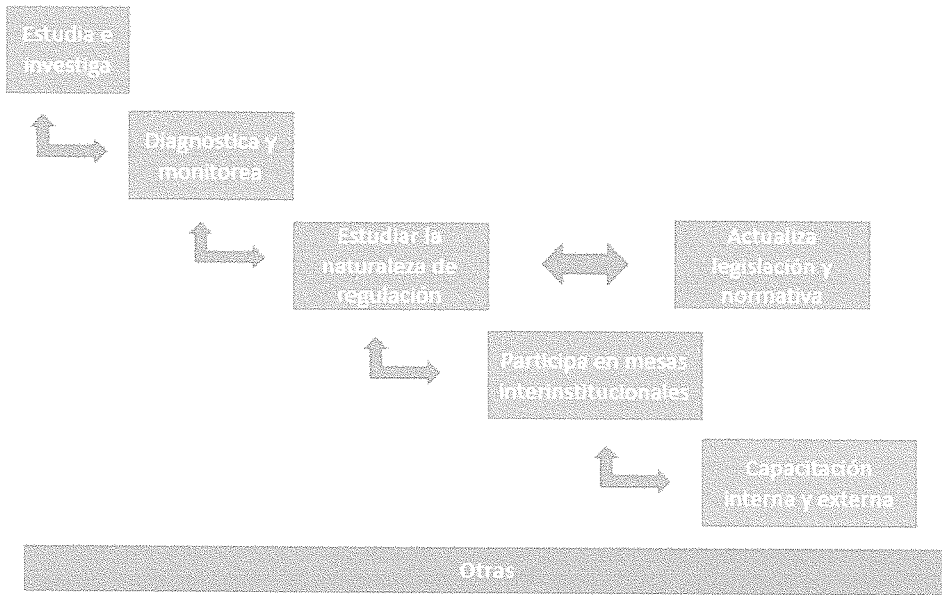 Estudia e
investiga
Diagnostica y
monitorea
Estudiar la
naturaleza de
regulación
Actualiza
legislación y
normativa
Participa en mesas
interinstitucionales
Capacitación
interna y externa
Otras